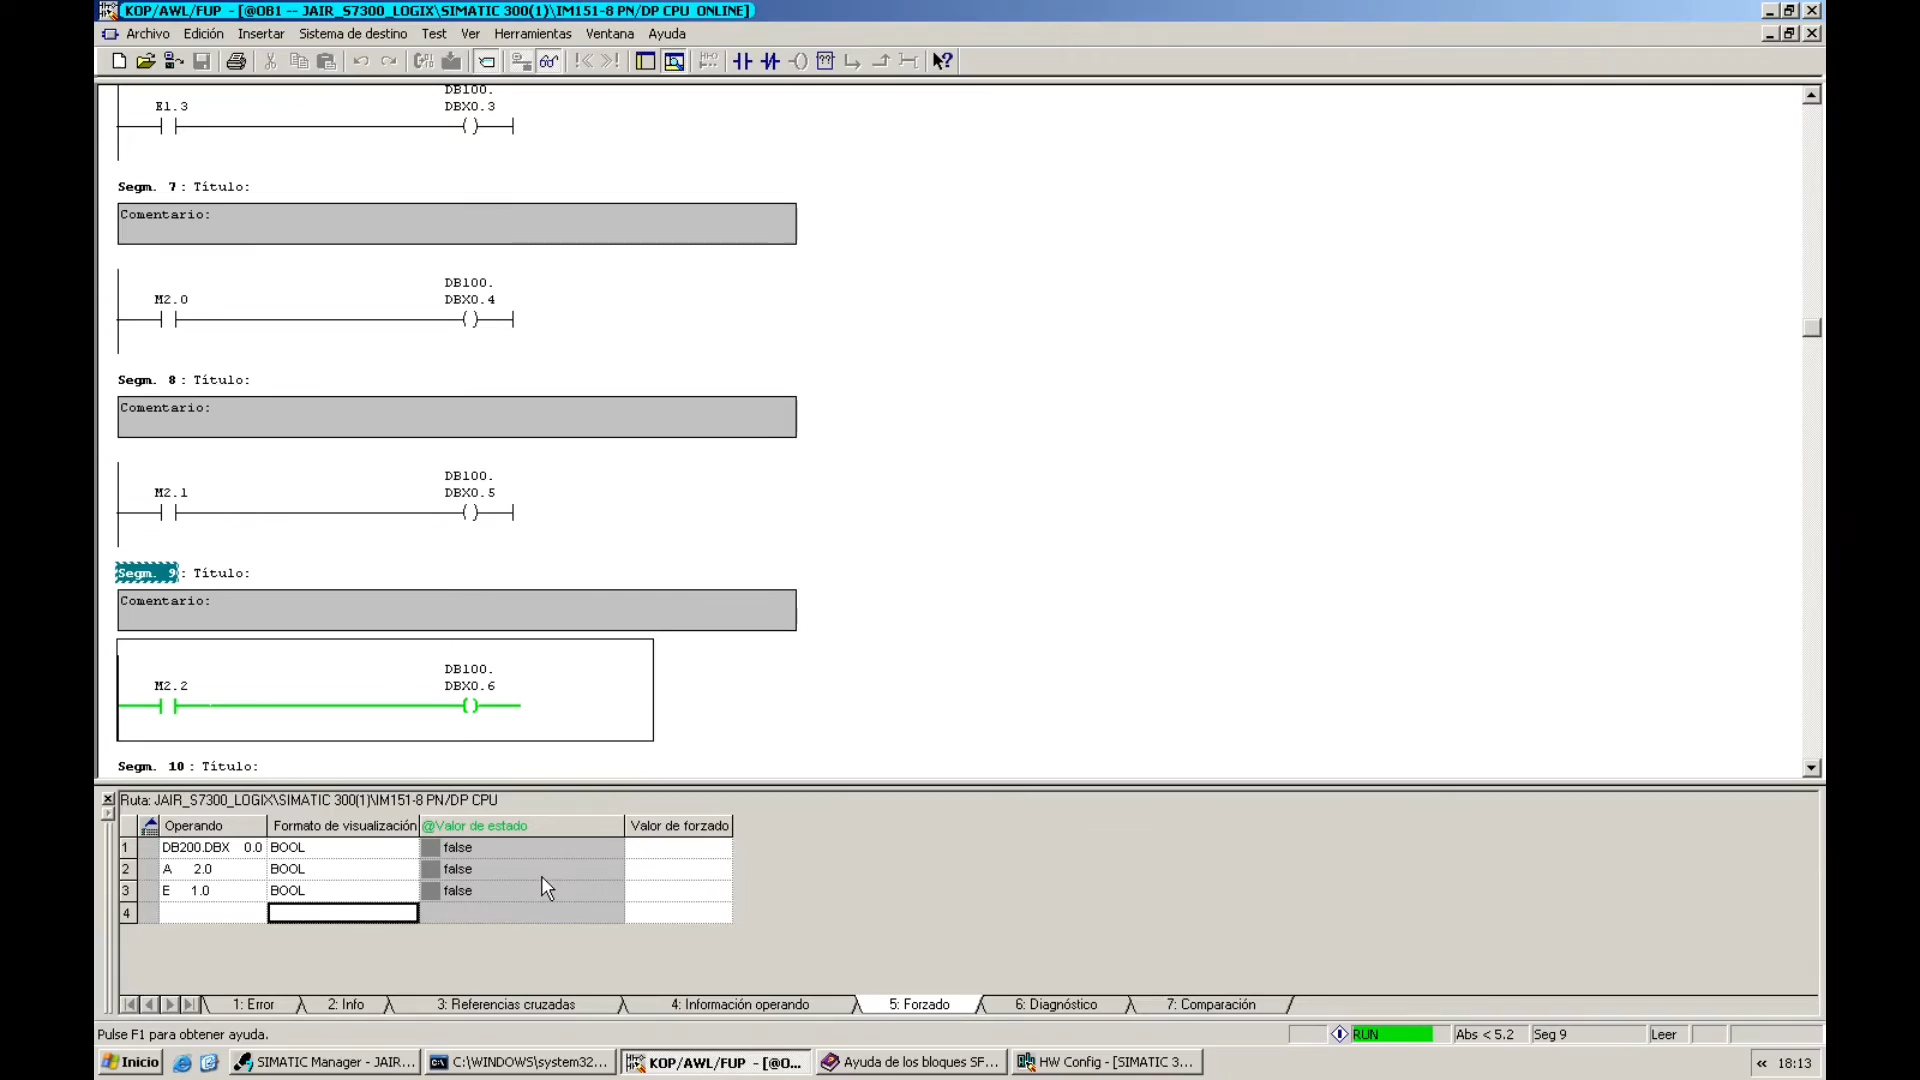 KOP/AWL/FUP - [@OB1 -- JAIR_S7300_LOGIX\SIMATIC 300(1)\IM151-8 PN/DP CPU ONLINE]
Archivo Edición Insertar Sistema de destino Test Ver Herramientas Ventana Ayuda
DB100.
E1.3 DBX0.3
Segm. 7 : Título:
Comentario:
DB100.
M2.0 DBX0.4
Segm. 8 : Título:
Comentario:
DB100.
M2.1 DBX0.5
Segm. 9 : Título:
Comentario:
DB100.
M2.2 DBX0.6
Segm. 10 : Título:
Ruta: JAIR_S7300_LOGIX\SIMATIC 300(1)\IM151-8 PN/DP CPU
Operando Formato de visualización @Valor de estado Valor de forzado
1 DB200.DBX 0.0 BOOL false
2 A 2.0 BOOL false
3 E 1.0 BOOL false
4
1: Error 2: Info 3: Referencias cruzadas 4: Información operando 5: Forzado 6: Diagnóstico 7: Comparación
Pulse F1 para obtener ayuda. RUN Abs < 5.2 Seg 9 Leer
Inicio SIMATIC Manager - JAIR... C:\WINDOWS\system32... KOP/AWL/FUP - [@O... Ayuda de los bloques SF... HW Config - [SIMATIC 3... « 18:13